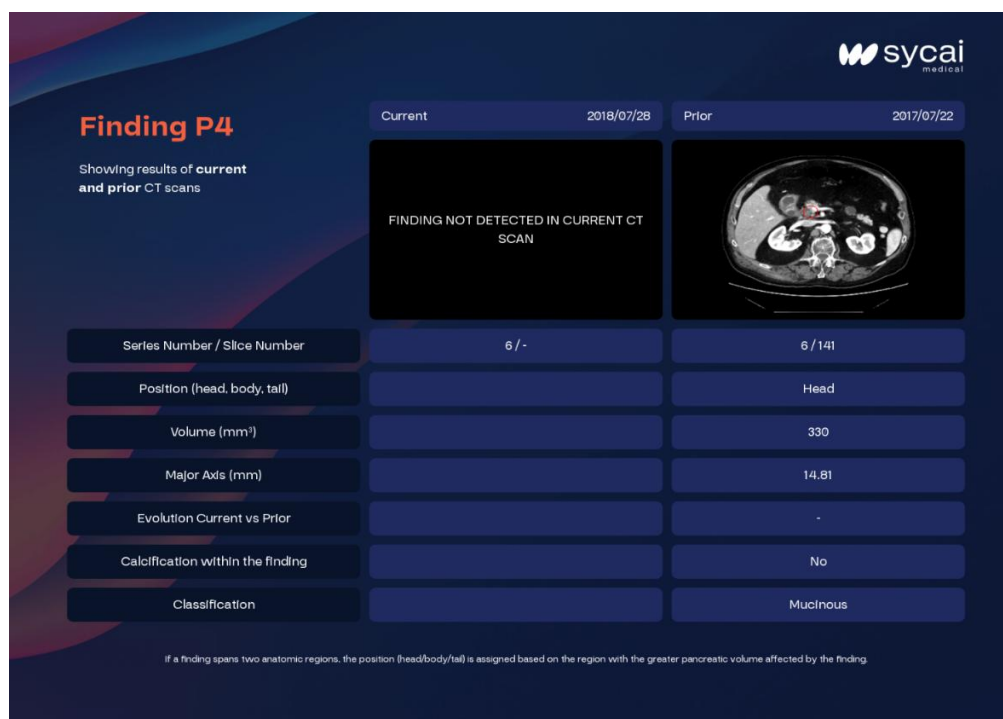 sycai
medical
Finding P4
Showing results of current
and prior CT scans
Current 2018/07/28 Prior 2017/07/22
FINDING NOT DETECTED IN CURRENT CT
SCAN
Series Number / Slice Number 6 / - 6 / 141
Position (head, body, tail) Head
Volume (mm³) 330
Major Axis (mm) 14.81
Evolution Current vs Prior -
Calcification within the finding No
Classification Mucinous
If a finding spans two anatomic regions, the position (head/body/tail) is assigned based on the region with the greater pancreatic volume affected by the finding.